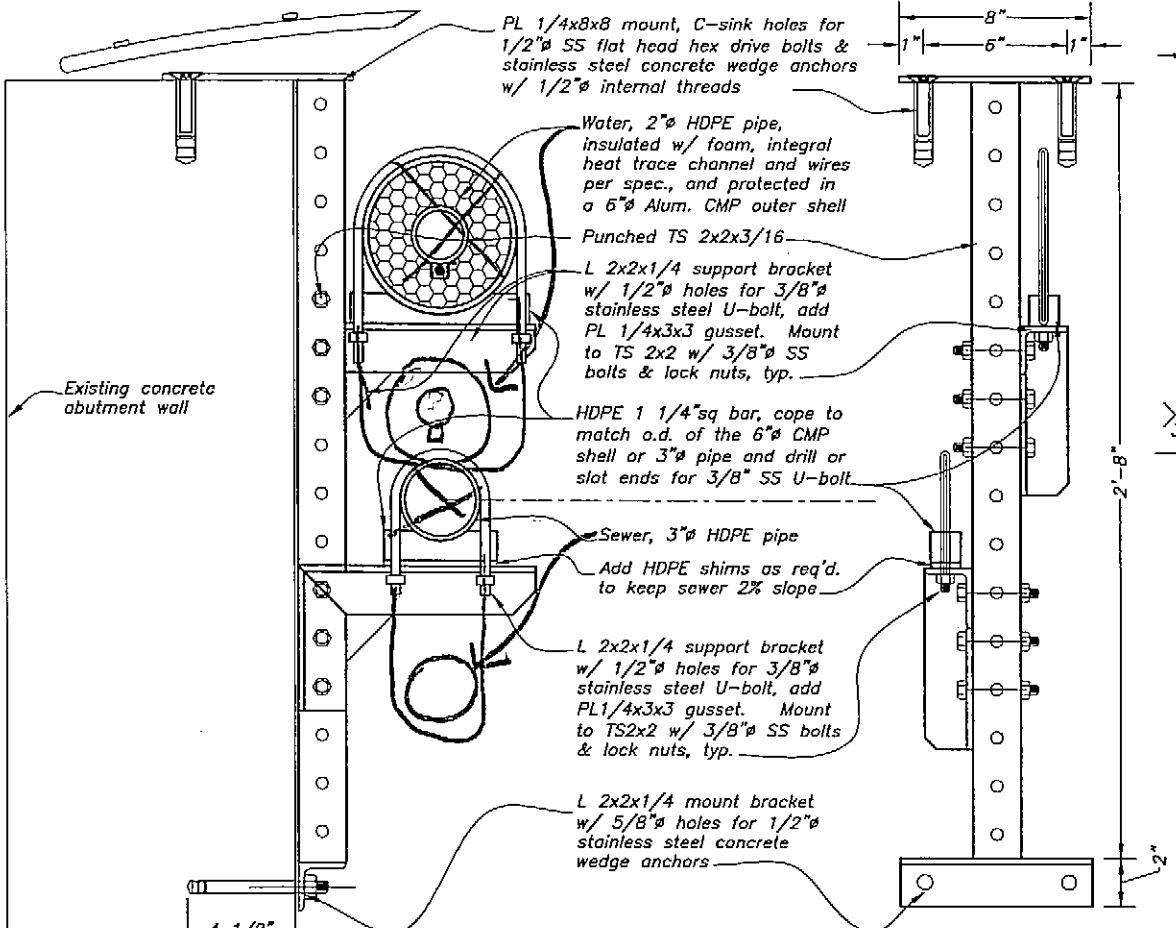 PL 1/4x8x8 mount, C-sink holes for
1/2"ø SS flat head hex drive bolts &
stainless steel concrete wedge anchors
w/ 1/2"ø internal threads
8"
1" 6" 1"
Water, 2"ø HDPE pipe,
insulated w/ foam, integral
heat trace channel and wires
per spec., and protected in
a 6"ø Alum. CMP outer shell
Punched TS 2x2x3/16
L 2x2x1/4 support bracket
w/ 1/2"ø holes for 3/8"ø
stainless steel U-bolt, add
PL 1/4x3x3 gusset. Mount
to TS 2x2 w/ 3/8"ø SS
bolts & lock nuts, typ.
Existing concrete
abutment wall
HDPE 1 1/4"sq bar, cope to
match o.d. of the 6"ø CMP
shell or 3"ø pipe and drill or
slot ends for 3/8" SS U-bolt
2'-8"
Sewer, 3"ø HDPE pipe
Add HDPE shims as req'd.
to keep sewer 2% slope
L 2x2x1/4 support bracket
w/ 1/2"ø holes for 3/8"ø
stainless steel U-bolt, add
PL1/4x3x3 gusset. Mount
to TS2x2 w/ 3/8"ø SS bolts
& lock nuts, typ.
L 2x2x1/4 mount bracket
w/ 5/8"ø holes for 1/2"ø
stainless steel concrete
wedge anchors
2"
4 1/2"